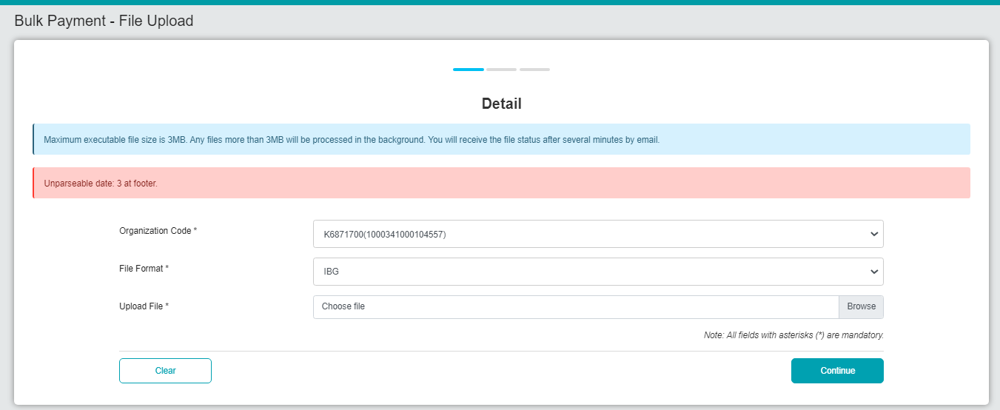 Bulk Payment - File Upload
Detail
Maximum executable file size is 3MB. Any files more than 3MB will be processed in the background. You will receive the file status after several minutes by email.
Unparseable date: 3 at footer.
Organization Code *
K6871700(1000341000104557)
File Format *
IBG
Upload File *
Choose file
Browse
Note: All fields with asterisks (*) are mandatory.
Clear
Continue